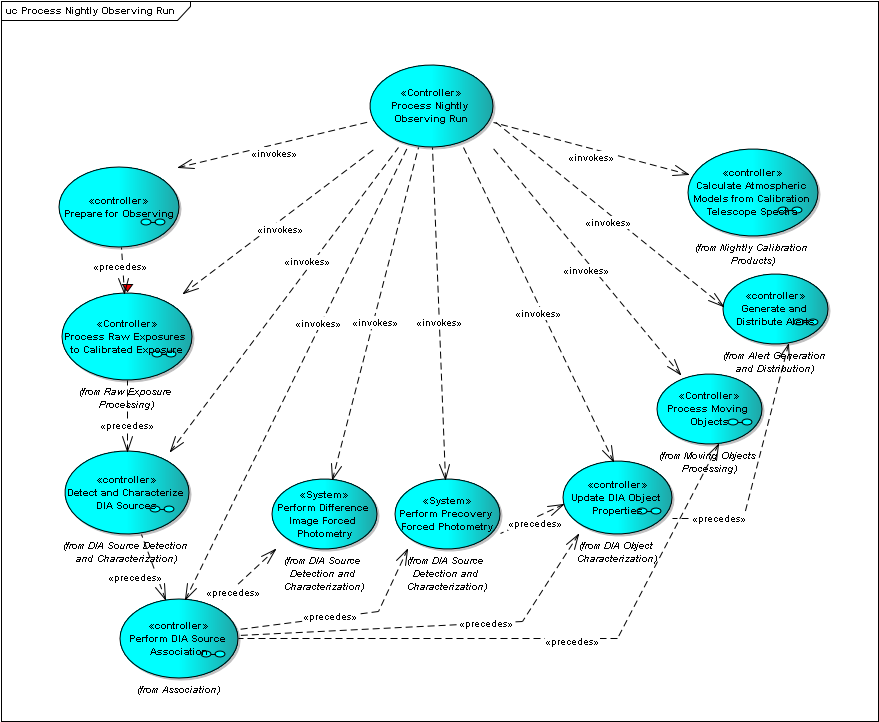 uc Process Nightly Observing Run
«Controller»
Process Nightly
Observing Run
«invokes»
«invokes»
«invokes»
«invokes»
«invokes»
«invokes»
«invokes»
«invokes»
«invokes»
«invokes»
«controller»
Prepare for Observing
«precedes»
«controller»
Calculate Atmospheric
Models from Calibration
Telescope Spectra
(from Nightly Calibration
Products)
«controller»
Generate and
Distribute Alerts
(from Alert Generation
and Distribution)
«Controller»
Process Raw Exposures
to Calibrated Exposure
(from Raw Exposure
Processing)
«precedes»
«Controller»
Process Moving
Objects
(from Moving Objects
Processing)
«controller»
Detect and Characterize
DIA Sources
(from DIA Source Detection
and Characterization)
«precedes»
«System»
Perform Difference
Image Forced
Photometry
(from DIA Source
Detection and
Characterization)
«System»
Perform Precovery
Forced Photometry
(from DIA Source
Detection and
Characterization)
«precedes»
«controller»
Update DIA Object
Properties
(from DIA Object
Characterization)
«precedes»
«precedes»
«precedes»
«precedes»
«precedes»
«controller»
Perform DIA Source
Association
(from Association)